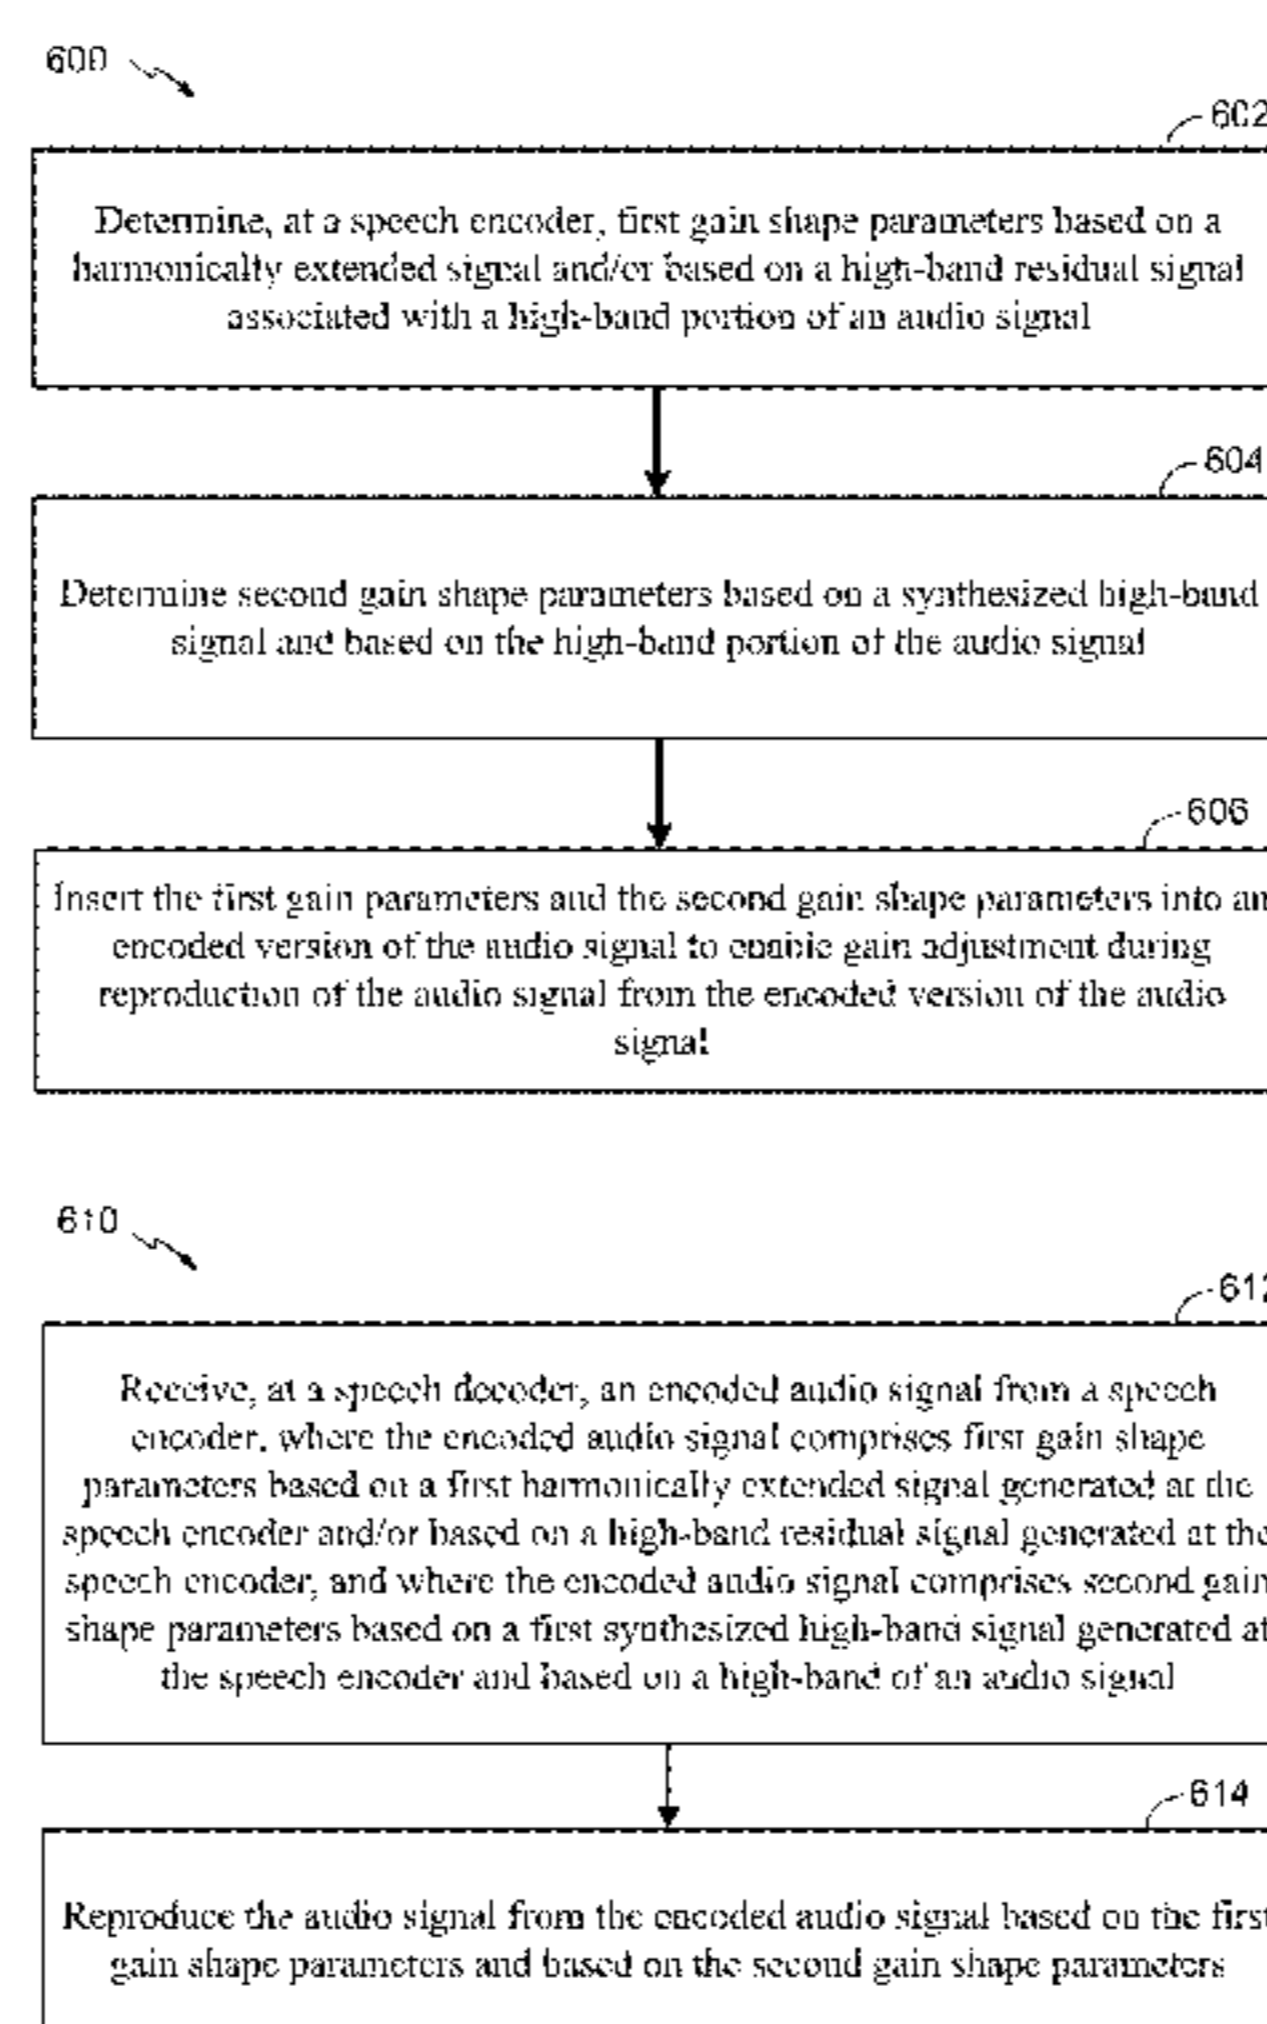 600
602
Determine, at a speech encoder, first gain shape parameters based on a
harmonically extended signal and/or based on a high-band residual signal
associated with a high-band portion of an audio signal
604
Determine second gain shape parameters based on a synthesized high-band
signal and based on the high-band portion of the audio signal
606
Insert the first gain parameters and the second gain shape parameters into an
encoded version of the audio signal to enable gain adjustment during
reproduction of the audio signal from the encoded version of the audio
signal
610
612
Receive, at a speech decoder, an encoded audio signal from a speech
encoder, where the encoded audio signal comprises first gain shape
parameters based on a first harmonically extended signal generated at the
speech encoder and/or based on a high-band residual signal generated at the
speech encoder, and where the encoded audio signal comprises second gain
shape parameters based on a first synthesized high-band signal generated at
the speech encoder and based on a high-band of an audio signal
614
Reproduce the audio signal from the encoded audio signal based on the first
gain shape parameters and based on the second gain shape parameters